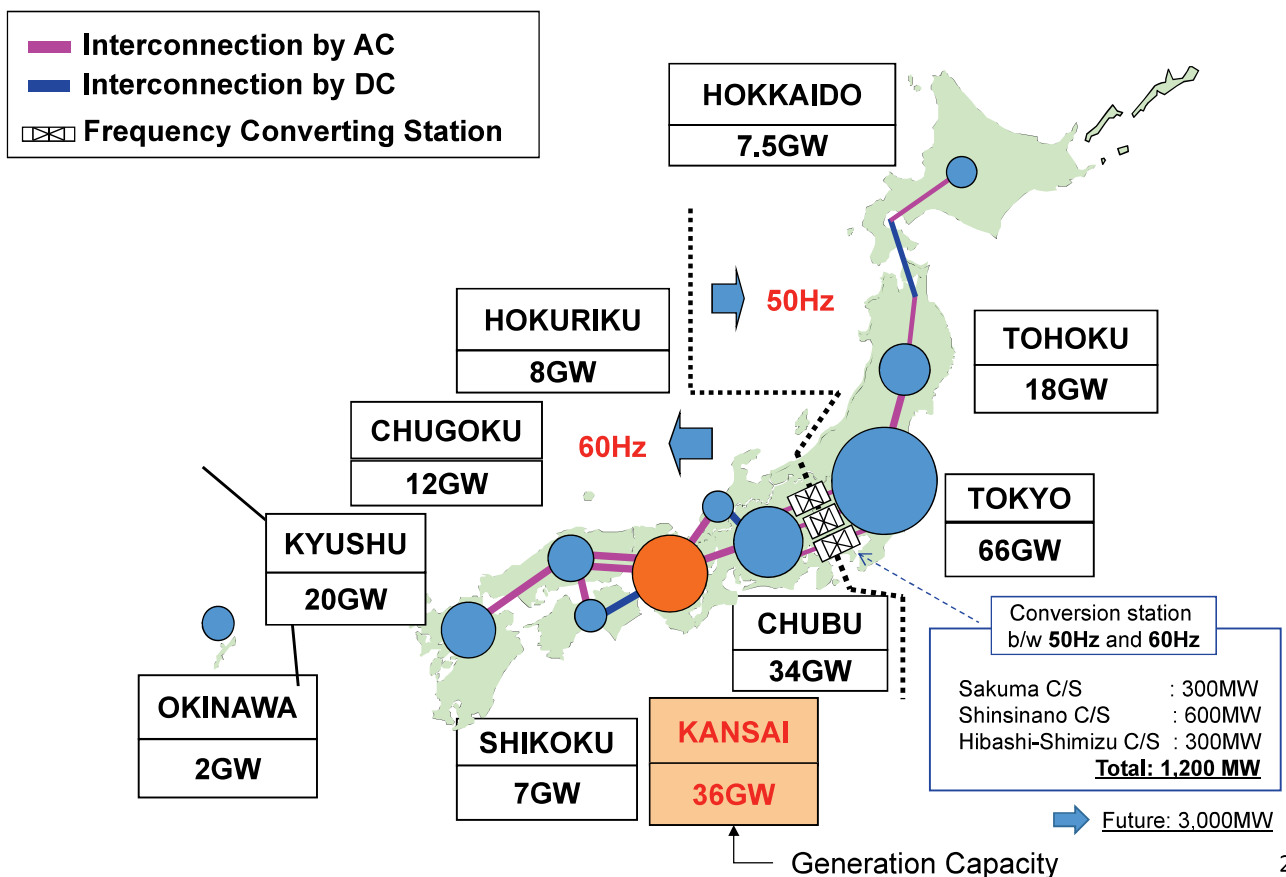 Interconnection by AC
Interconnection by DC
Frequency Converting Station
HOKKAIDO
7.5GW
50Hz
HOKURIKU
8GW
TOHOKU
18GW
CHUGOKU
12GW
60Hz
TOKYO
66GW
KYUSHU
20GW
CHUBU
34GW
Conversion station
b/w 50Hz and 60Hz
Sakuma C/S : 300MW
Shinsinano C/S : 600MW
Hibashi-Shimizu C/S : 300MW
Total: 1,200 MW
OKINAWA
2GW
SHIKOKU
7GW
KANSAI
36GW
Future: 3,000MW
Generation Capacity
2